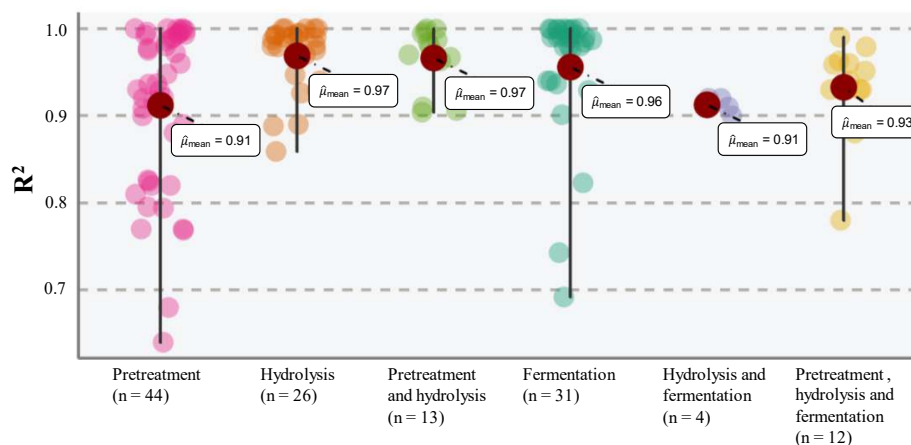 1.0
0.9
0.8
0.7
R²
μ̂mean = 0.91
μ̂mean = 0.97
μ̂mean = 0.97
μ̂mean = 0.96
μ̂mean = 0.91
μ̂mean = 0.93
Pretreatment
(n = 44)
Hydrolysis
(n = 26)
Pretreatment
and hydrolysis
(n = 13)
Fermentation
(n = 31)
Hydrolysis and
fermentation
(n = 4)
Pretreatment ,
hydrolysis and
fermentation
(n = 12)